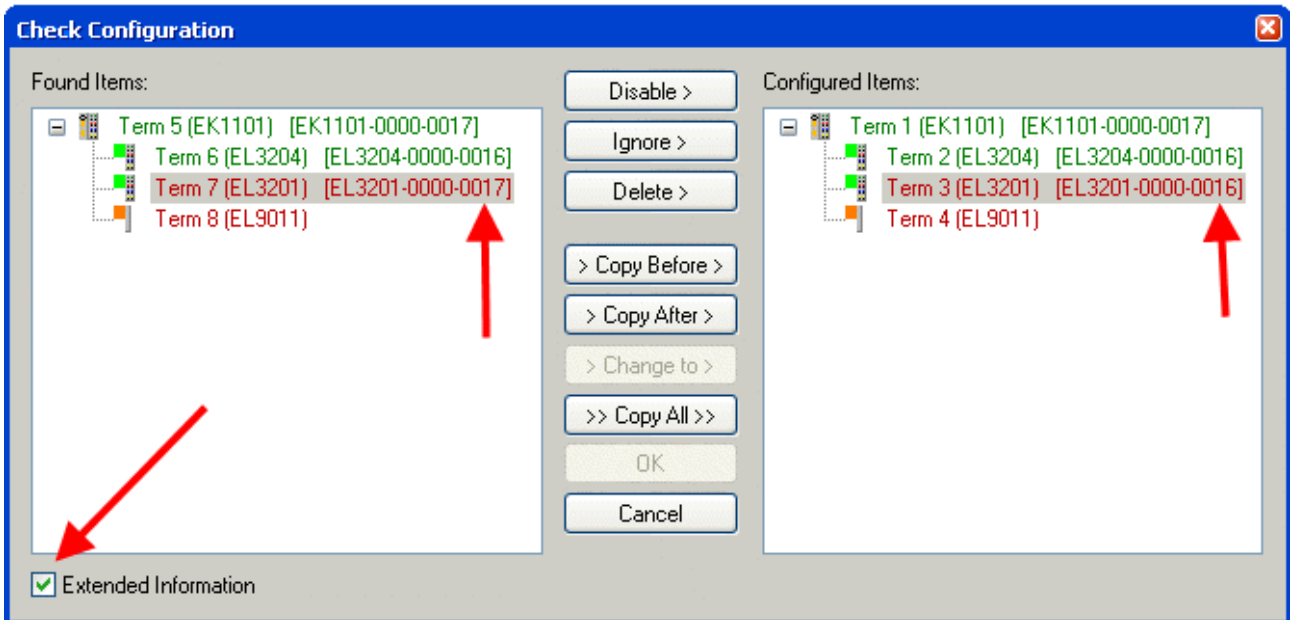 Check Configuration
Found Items:
Term 5 (EK1101) [EK1101-0000-0017]
Term 6 (EL3204) [EL3204-0000-0016]
Term 7 (EL3201) [EL3201-0000-0017]
Term 8 (EL9011)
Disable >
Ignore >
Delete >
> Copy Before >
> Copy After >
> Change to >
>> Copy All >>
OK
Cancel
Configured Items:
Term 1 (EK1101) [EK1101-0000-0017]
Term 2 (EL3204) [EL3204-0000-0016]
Term 3 (EL3201) [EL3201-0000-0016]
Term 4 (EL9011)
Extended Information